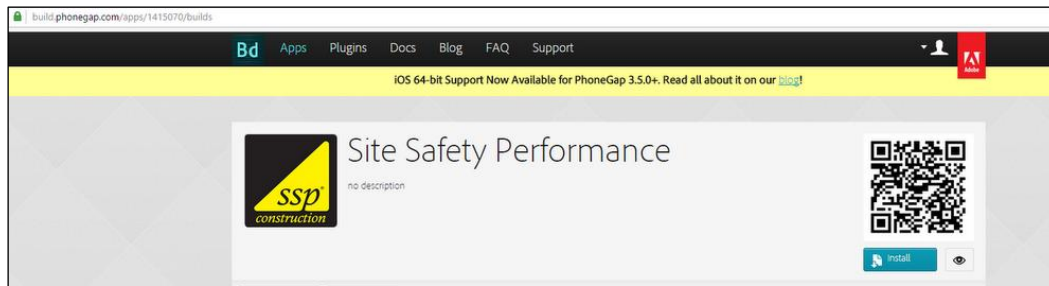 build.phonegap.com/apps/1415070/builds
Bd Apps Plugins Docs Blog FAQ Support
Adobe
iOS 64-bit Support Now Available for PhoneGap 3.5.0+. Read all about it on our blog!
Site Safety Performance
no description
ssp
construction
Install